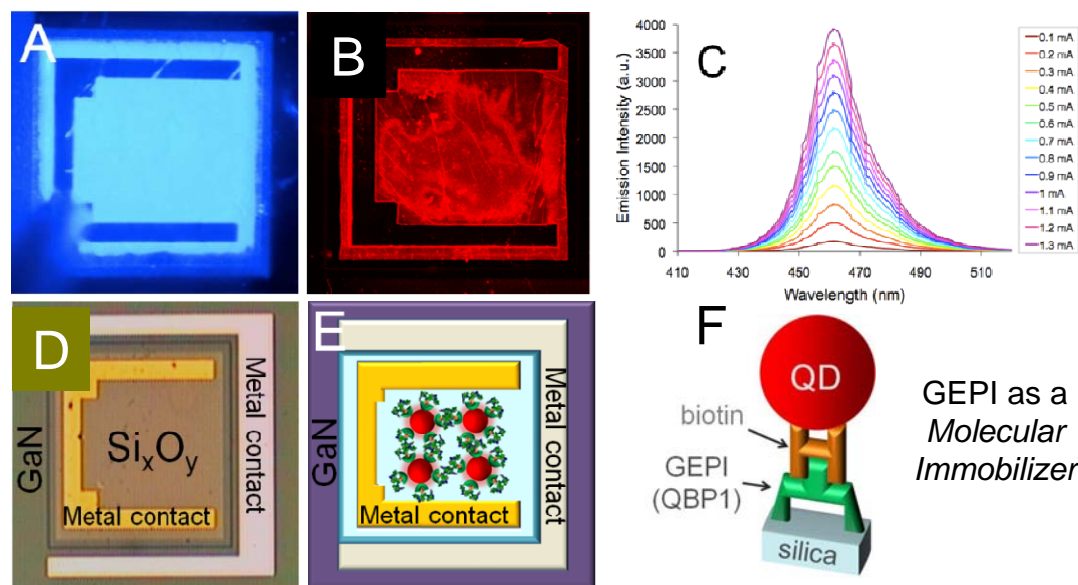 A
B
C
Emission Intensity (a.u.)
4000
3500
3000
2500
2000
1500
1000
500
0
410
430
450
470
490
510
Wavelength (nm)
0.1 mA
0.2 mA
0.3 mA
0.4 mA
0.5 mA
0.6 mA
0.7 mA
0.8 mA
0.9 mA
1 mA
1.1 mA
1.2 mA
1.3 mA
D
GaN
SixOy
Metal contact
Metal contact
E
GaN
Metal contact
Metal contact
F
QD
biotin
GEPI
(QBP1)
silica
GEPI as a
Molecular
Immobilizer